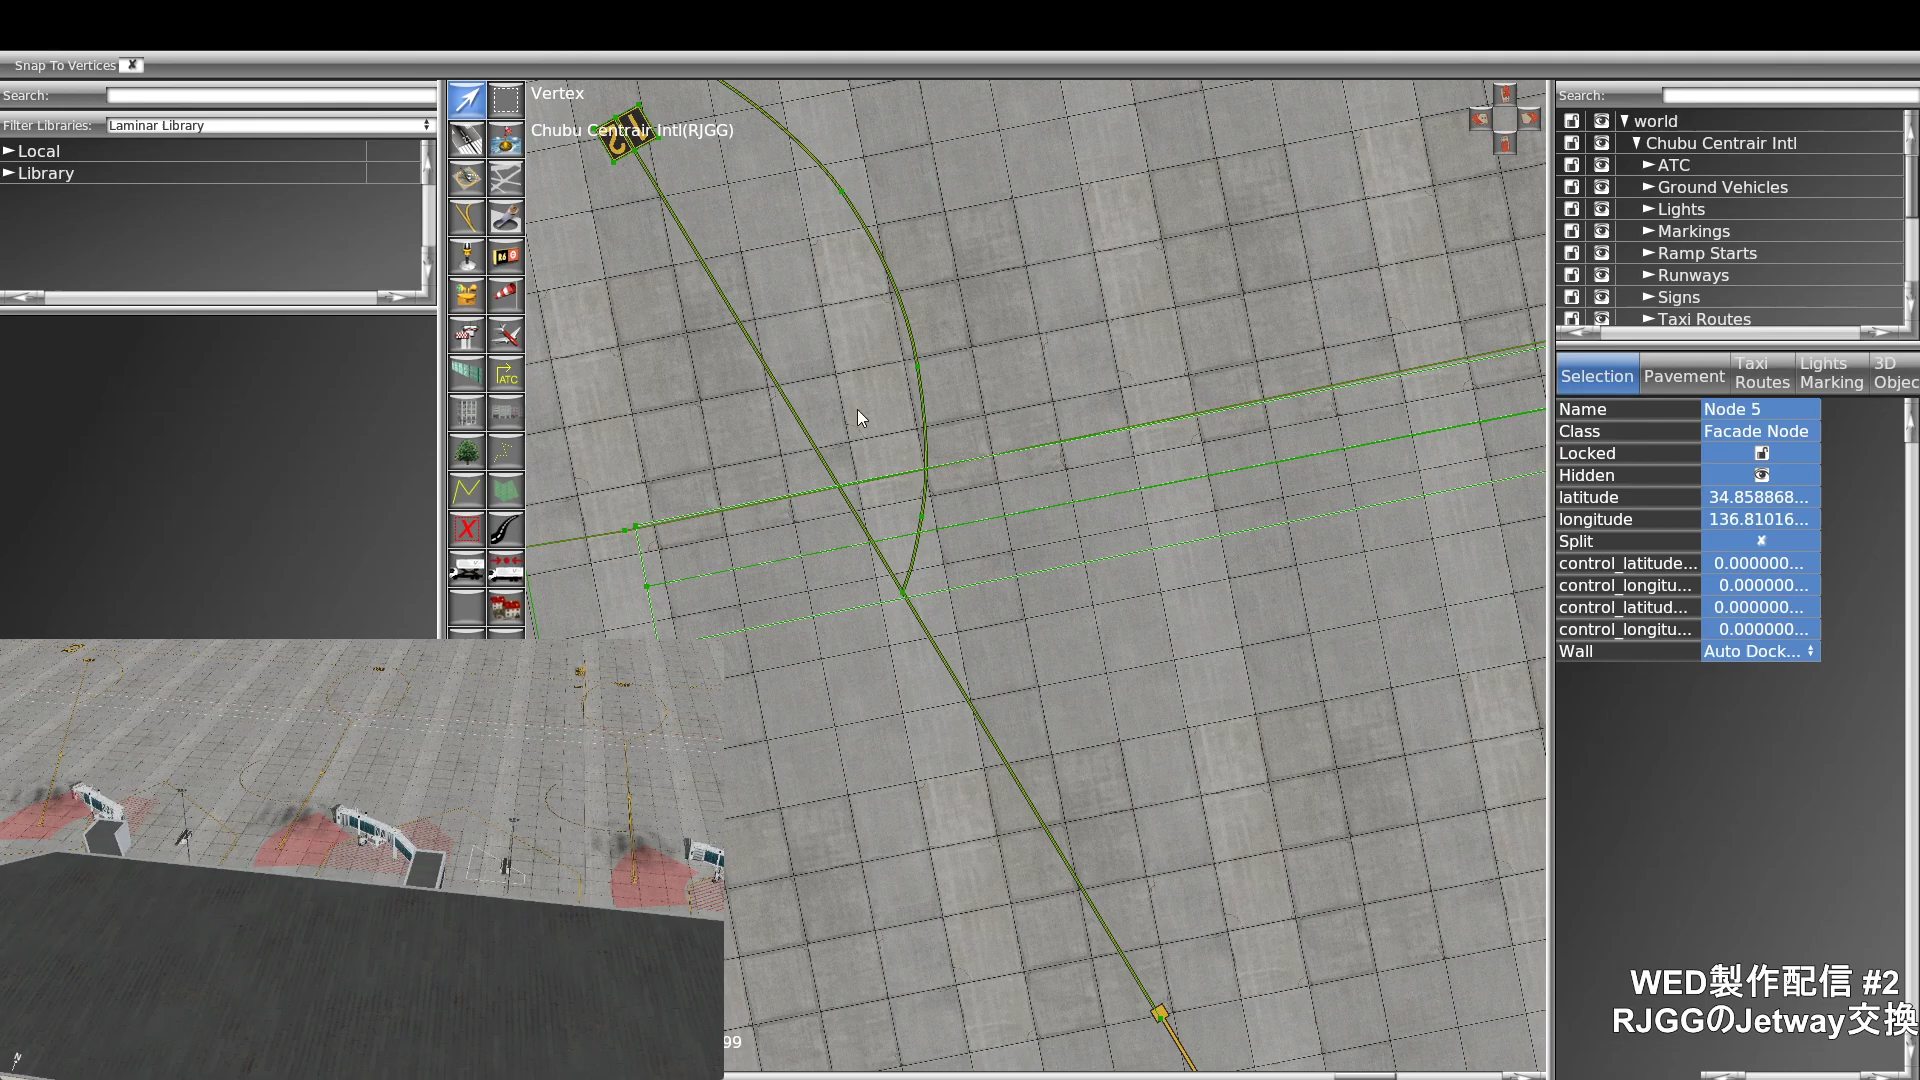 Snap To Vertices
Search:
Filter Libraries: Laminar Library
Local
Library
Vertex
Chubu Centrair Intl(RJGG)
ATC
99
Search:
world
Chubu Centrair Intl
ATC
Ground Vehicles
Lights
Markings
Ramp Starts
Runways
Signs
Taxi Routes
Selection
Pavement
Taxi Routes
Lights Marking
3D Objec
Name Node 5
Class Facade Node
Locked
Hidden
latitude 34.858868...
longitude 136.81016...
Split
control_latitude... 0.000000...
control_longitu... 0.000000...
control_latitud... 0.000000...
control_longitu... 0.000000...
Wall Auto Dock...
WED製作配信 #2
RJGGのJetway交換